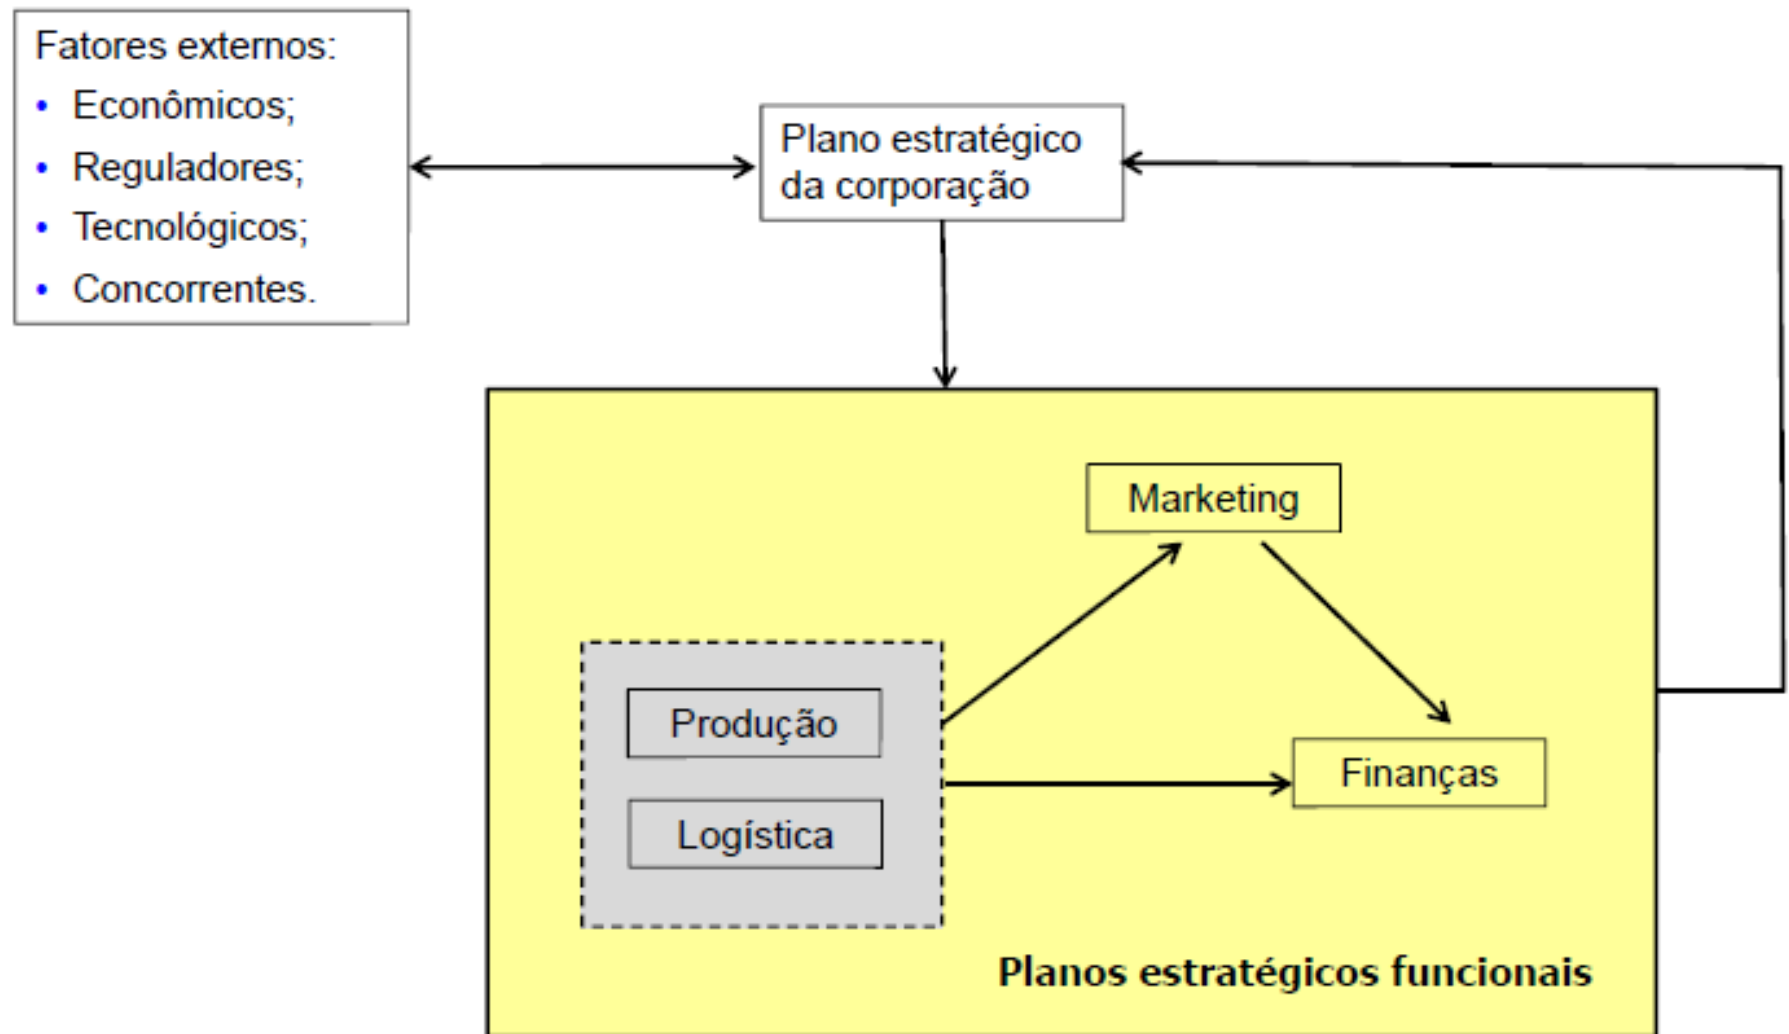 Fatores externos:
• Econômicos;
• Reguladores;
• Tecnológicos;
• Concorrentes.
Plano estratégico
da corporação
Marketing
Produção
Finanças
Logística
Planos estratégicos funcionais